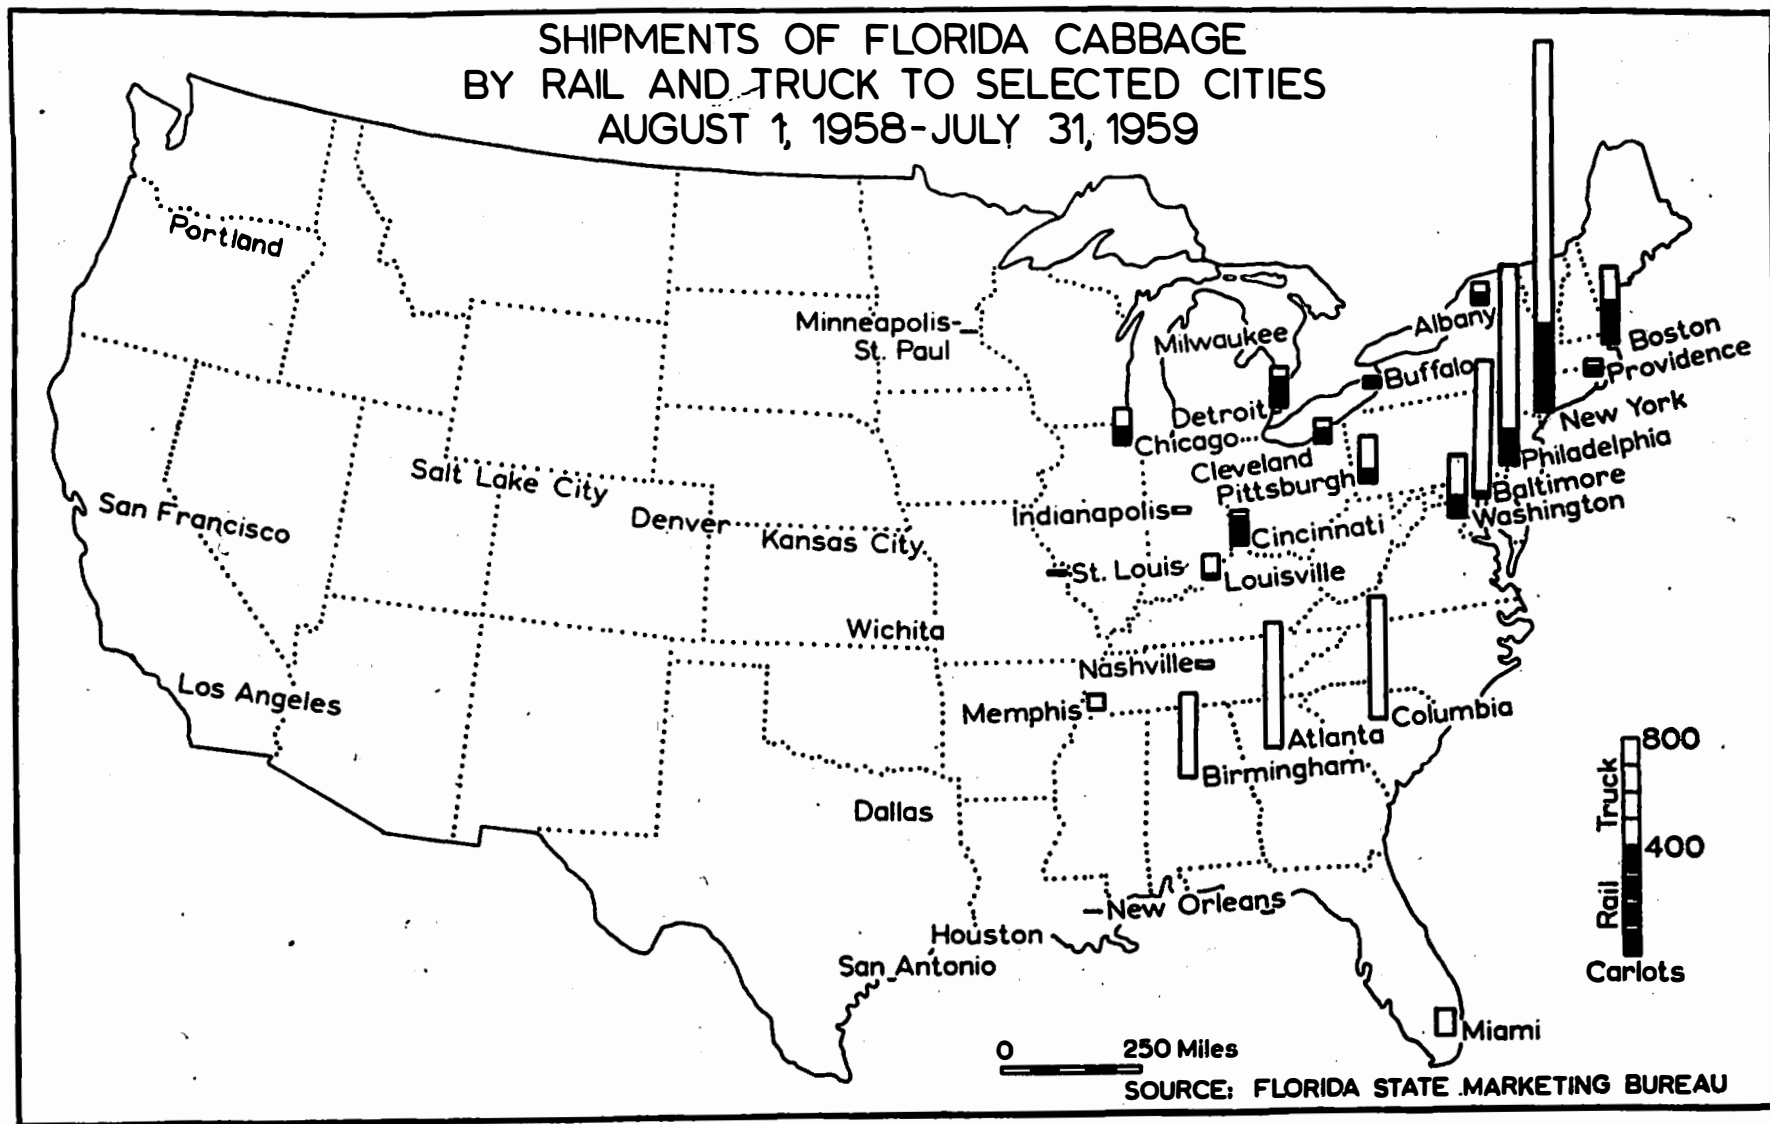 SHIPMENTS OF FLORIDA CABBAGE
BY RAIL AND TRUCK TO SELECTED CITIES
AUGUST 1, 1958-JULY 31, 1959
Portland
Minneapolis-
St. Paul
Milwaukee
Albany
Boston
Providence
Buffalo
Detroit
New York
Chicago
Philadelphia
Cleveland
Pittsburgh
Baltimore
Washington
Salt Lake City
San Francisco
Denver
Kansas City
Indianapolis
Cincinnati
St. Louis
Louisville
Wichita
Nashville
Los Angeles
Memphis
Columbia
Atlanta
Birmingham
Dallas
800
Truck
400
Rail
Carlots
New Orleans
Houston
San Antonio
Miami
0 250 Miles
SOURCE: FLORIDA STATE MARKETING BUREAU